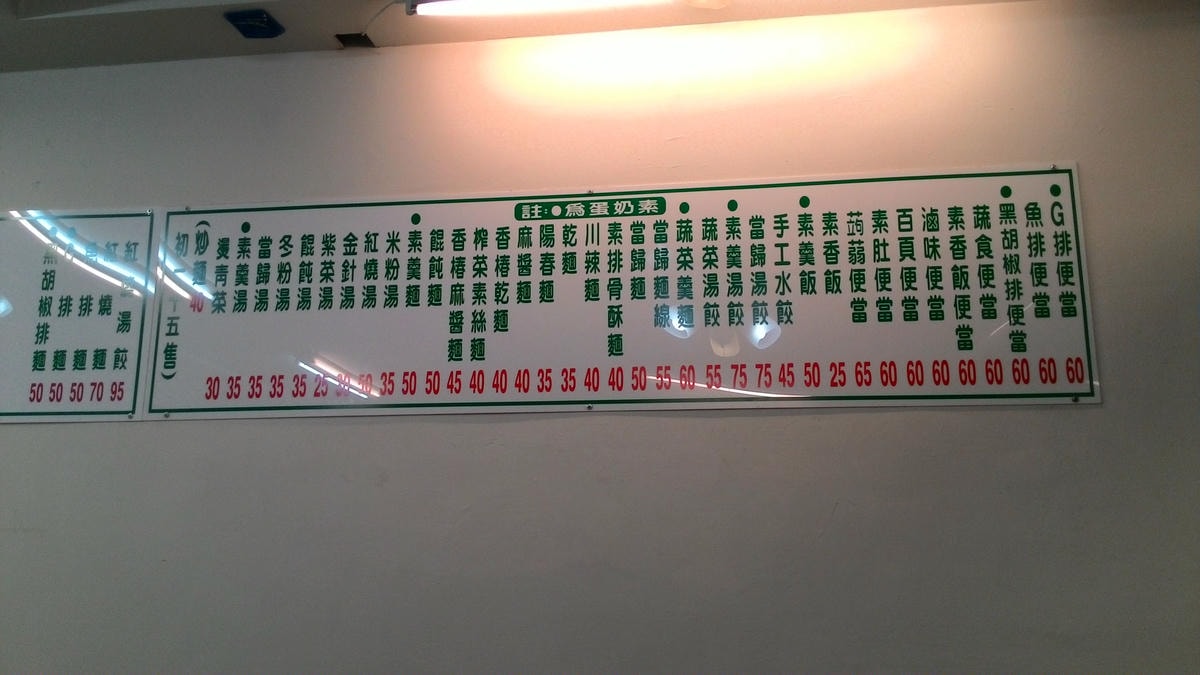 註:●為蛋奶素
●G排便當 60
魚排便當 60
●黑胡椒排便當 60
蔬食便當 60
素香飯便當 60
滷味便當 60
百頁便當 60
素肚便當 60
蒟蒻便當 65
素香飯 25
●素羹飯 50
手工水餃 45
當歸湯餃 75
●素羹湯餃 75
蔬菜湯餃 55
●蔬菜羹麵 60
當歸麵線 55
當歸麵 50
素排骨酥麵 40
川辣麵 40
乾麵 35
陽春麵 35
麻醬麵 40
香椿乾麵 40
榨菜素絲麵 40
香椿麻醬麵 45
餛飩麵 50
●素羹麵 50
米粉湯 35
紅燒湯 50
金針湯 30
紫菜湯 25
餛飩湯 35
冬粉湯 35
當歸湯 35
●素羹湯 35
燙青菜 30
(炒麵 40
初一十五售)
紅燒湯餃 95
紅燒麵 70
排麵 50
排麵 50
黑胡椒排麵 50